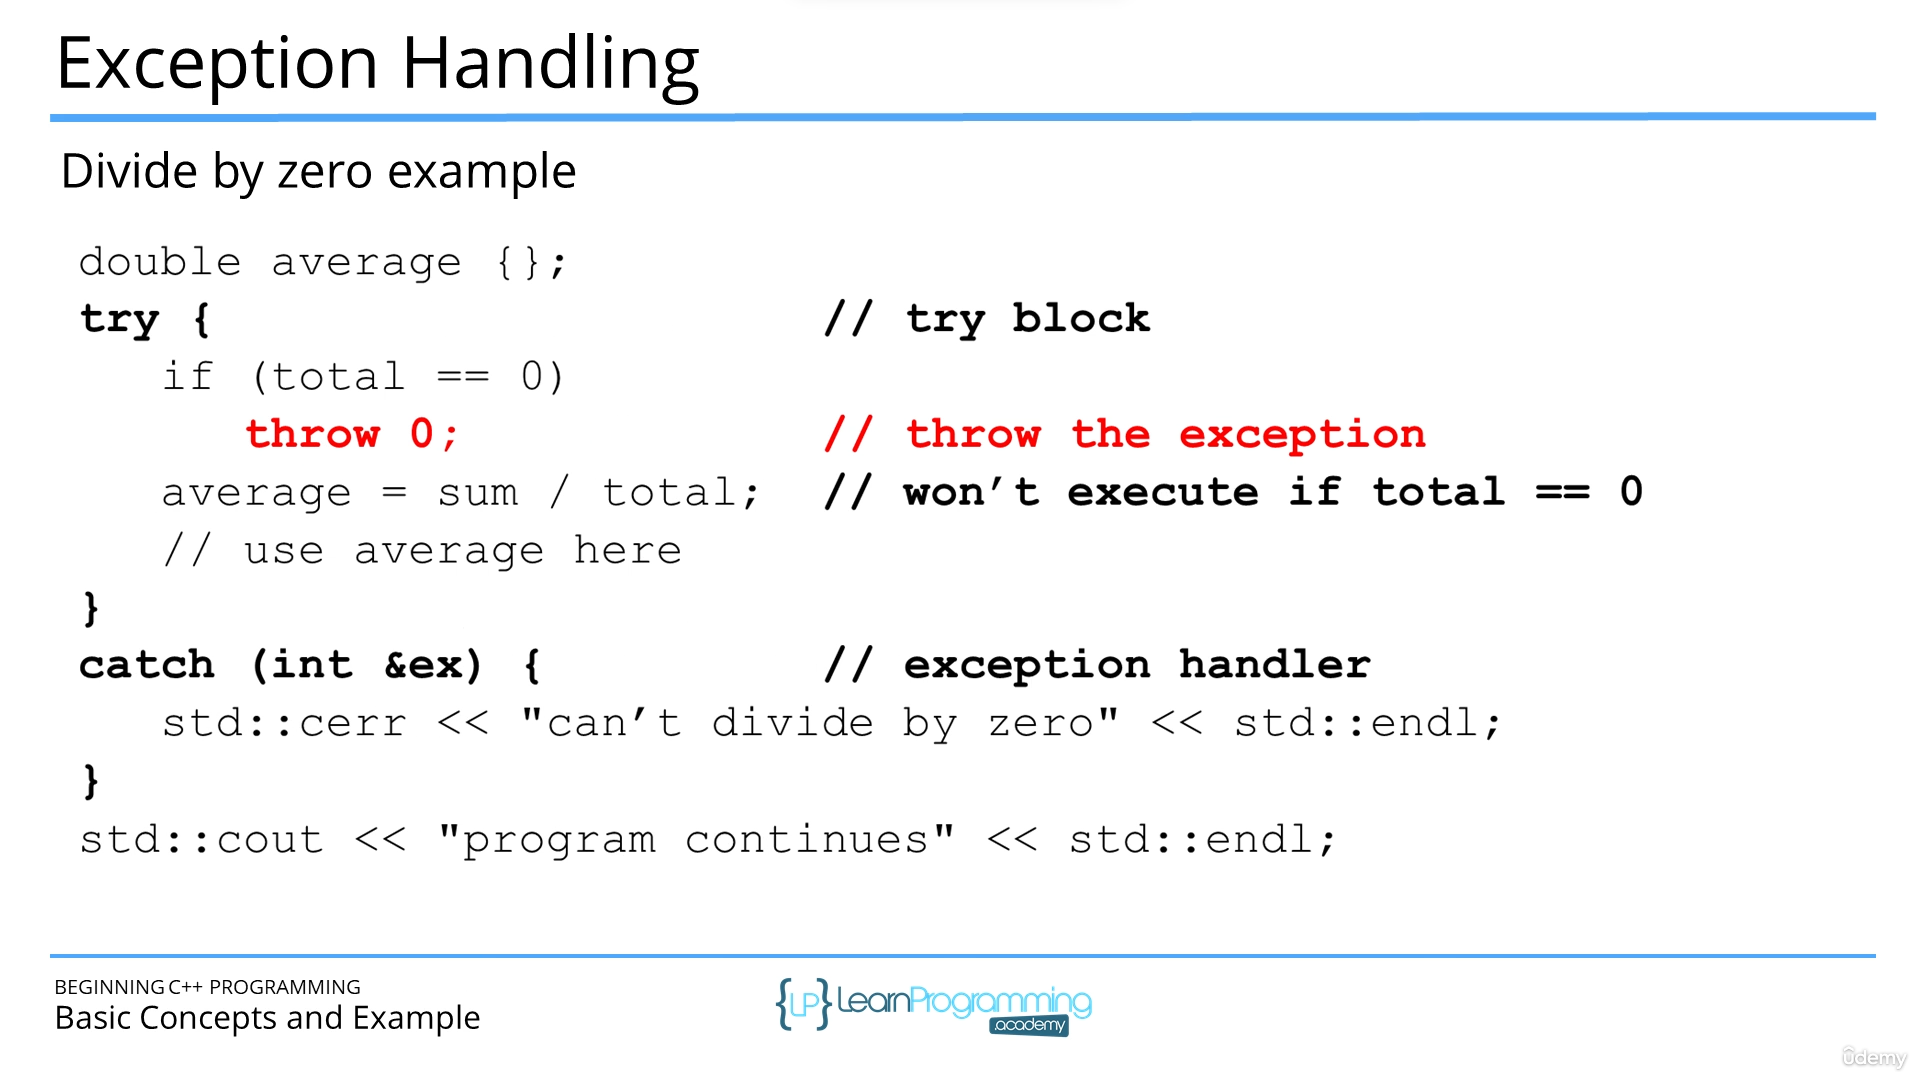 Exception Handling
Divide by zero example
double average {};
try { // try block
if (total == 0)
throw 0; // throw the exception
average = sum / total; // won’t execute if total == 0
// use average here
}
catch (int &ex) { // exception handler
std::cerr << "can’t divide by zero" << std::endl;
}
std::cout << "program continues" << std::endl;
BEGINNING C++ PROGRAMMING
Basic Concepts and Example
{LP} LearnProgramming
academy
ûdemy